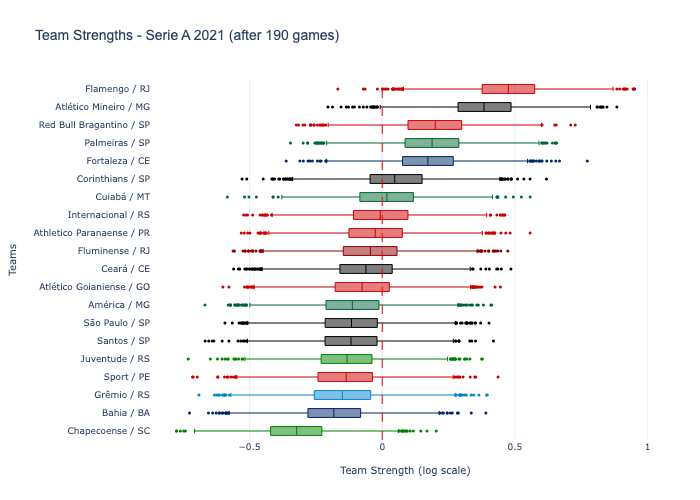 Team Strengths - Serie A 2021 (after 190 games)
Flamengo / RJ
Atlético Mineiro / MG
Red Bull Bragantino / SP
Palmeiras / SP
Fortaleza / CE
Corinthians / SP
Cuiabá / MT
Internacional / RS
Athletico Paranaense / PR
Fluminense / RJ
Ceará / CE
Atlético Goianiense / GO
América / MG
São Paulo / SP
Santos / SP
Juventude / RS
Sport / PE
Grêmio / RS
Bahia / BA
Chapecoense / SC
Teams
−0.5 0 0.5 1
Team Strength (log scale)